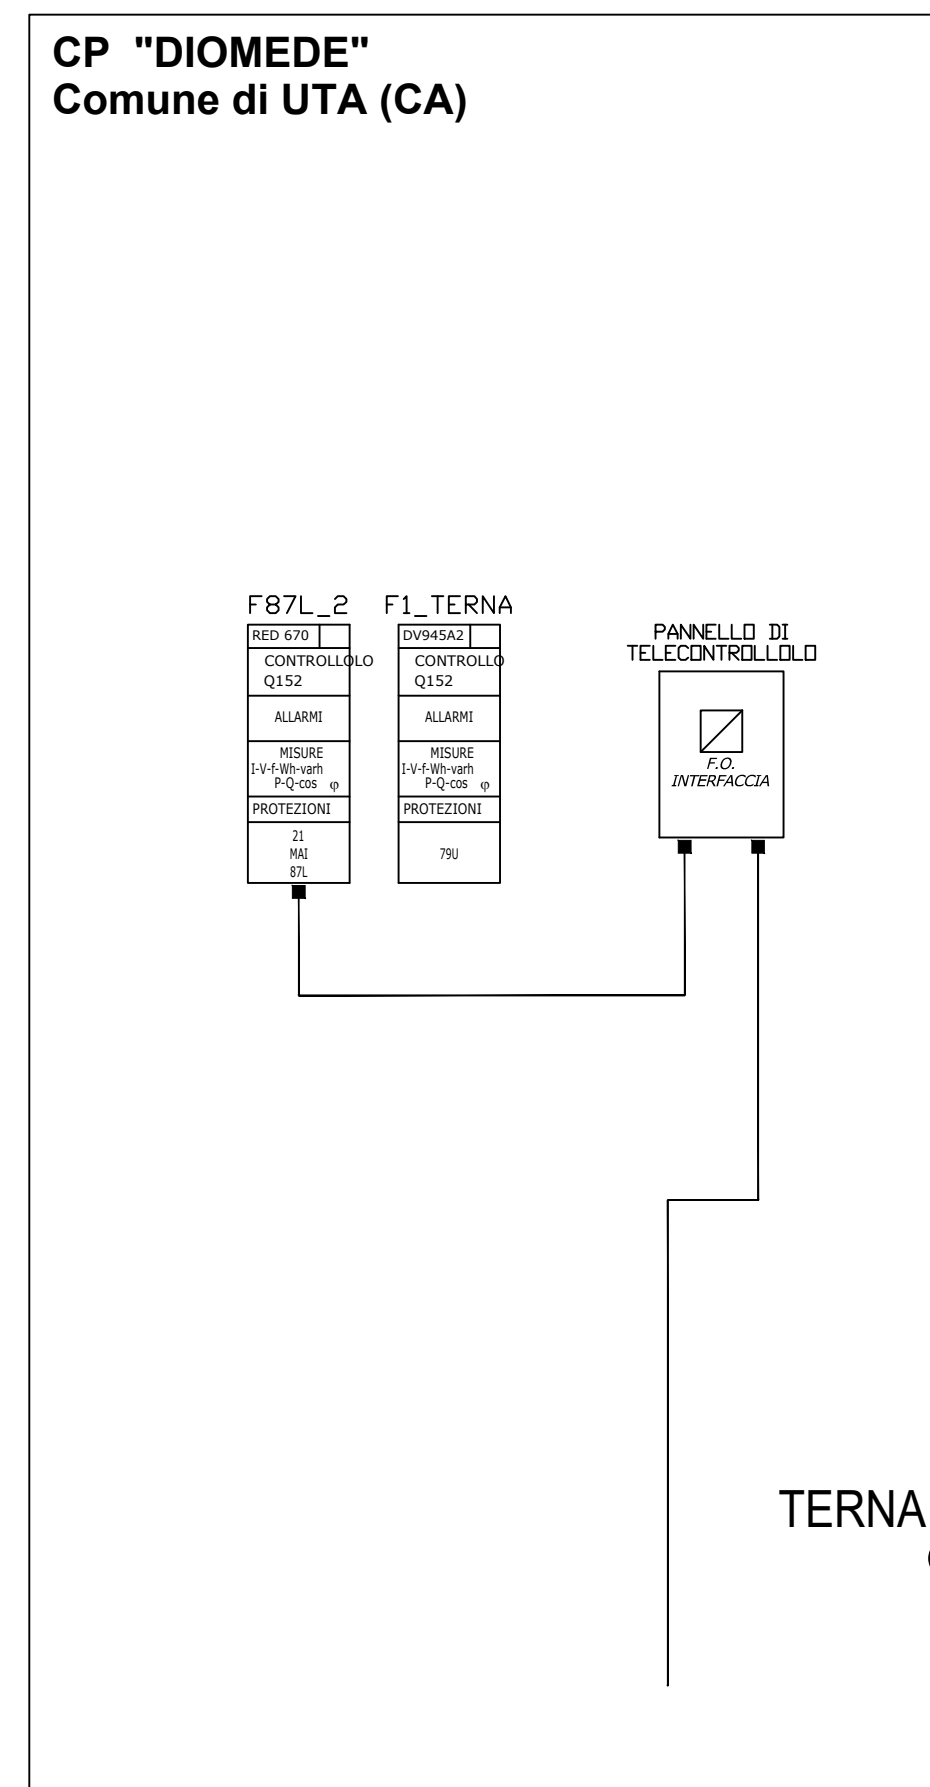 CP "DIOMEDE"
Comune di UTA (CA)
F87L_2
RED 670
CONTROLLOLO
Q152
ALLARMI
MISURE
I-V-f-Wh-varh
P-Q-cos φ
PROTEZIONI
21
MAI
87L
F1_TERNA
DV945A2
CONTROLLO
Q152
ALLARMI
MISURE
I-V-f-Wh-varh
P-Q-cos φ
PROTEZIONI
79U
PANNELLO DI
TELECONTROLLOLO
F.O.
INTERFACCIA
TERNA